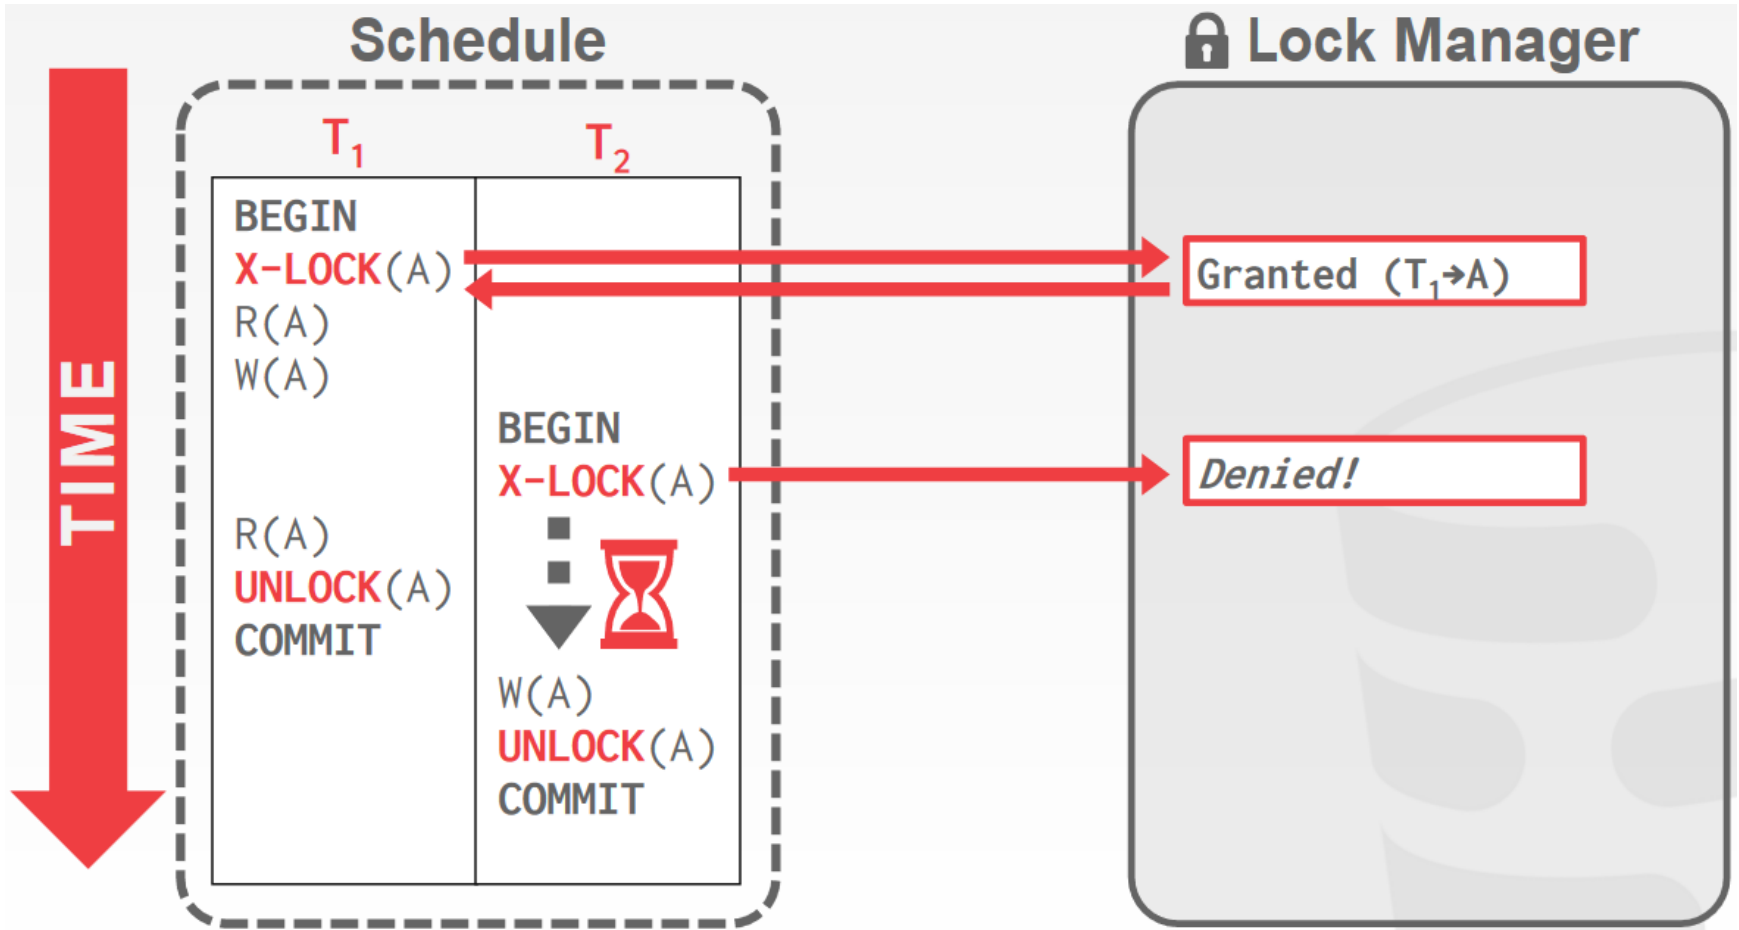 Schedule
Lock Manager
TIME
T₁
T₂
BEGIN
X-LOCK(A)
Granted (T₁→A)
R(A)
W(A)
BEGIN
X-LOCK(A)
Denied!
R(A)
UNLOCK(A)
COMMIT
W(A)
UNLOCK(A)
COMMIT